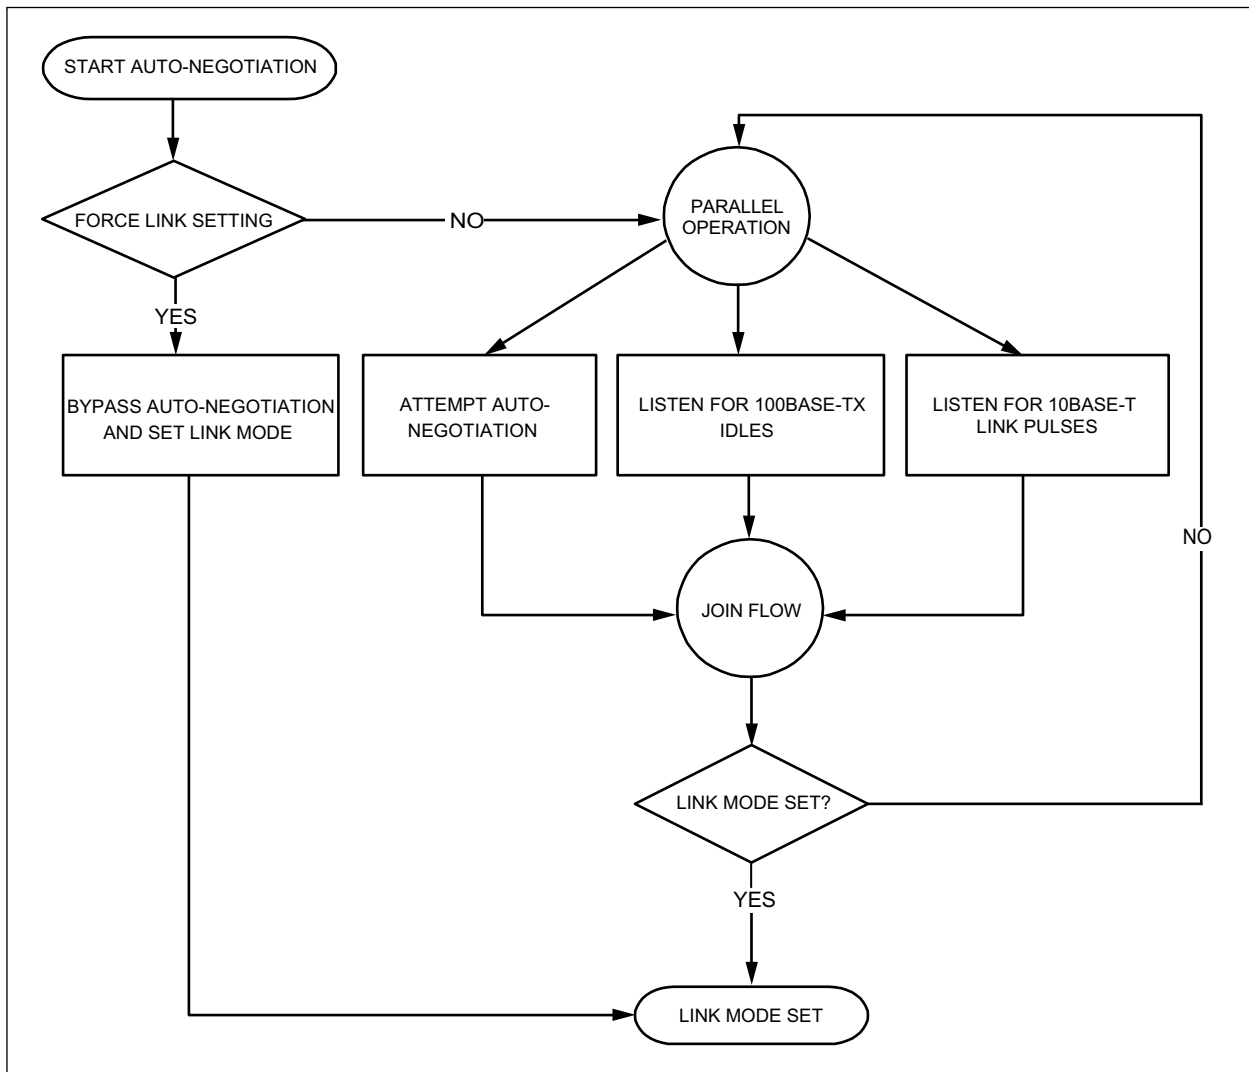 START AUTO-NEGOTIATION
FORCE LINK SETTING
NO
PARALLEL
OPERATION
YES
BYPASS AUTO-NEGOTIATION
AND SET LINK MODE
ATTEMPT AUTO-
NEGOTIATION
LISTEN FOR 100BASE-TX
IDLES
LISTEN FOR 10BASE-T
LINK PULSES
NO
JOIN FLOW
LINK MODE SET?
YES
LINK MODE SET